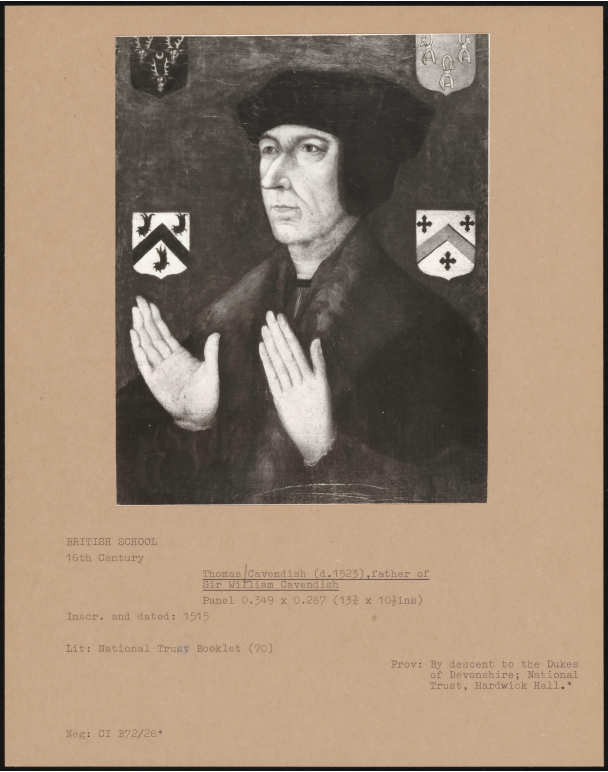 BRITISH SCHOOL
16th Century
Thomas/Cavendish (d.1523),father of
Sir William Cavendish
Panel 0.349 x 0.267 (13¾ x 10½ins)
Inscr. and dated: 1515
Lit: National Trust Booklet (70)
Prov: By descent to the Dukes
of Devonshire; National
Trust, Hardwick Hall.*
Neg: CI B72/26*